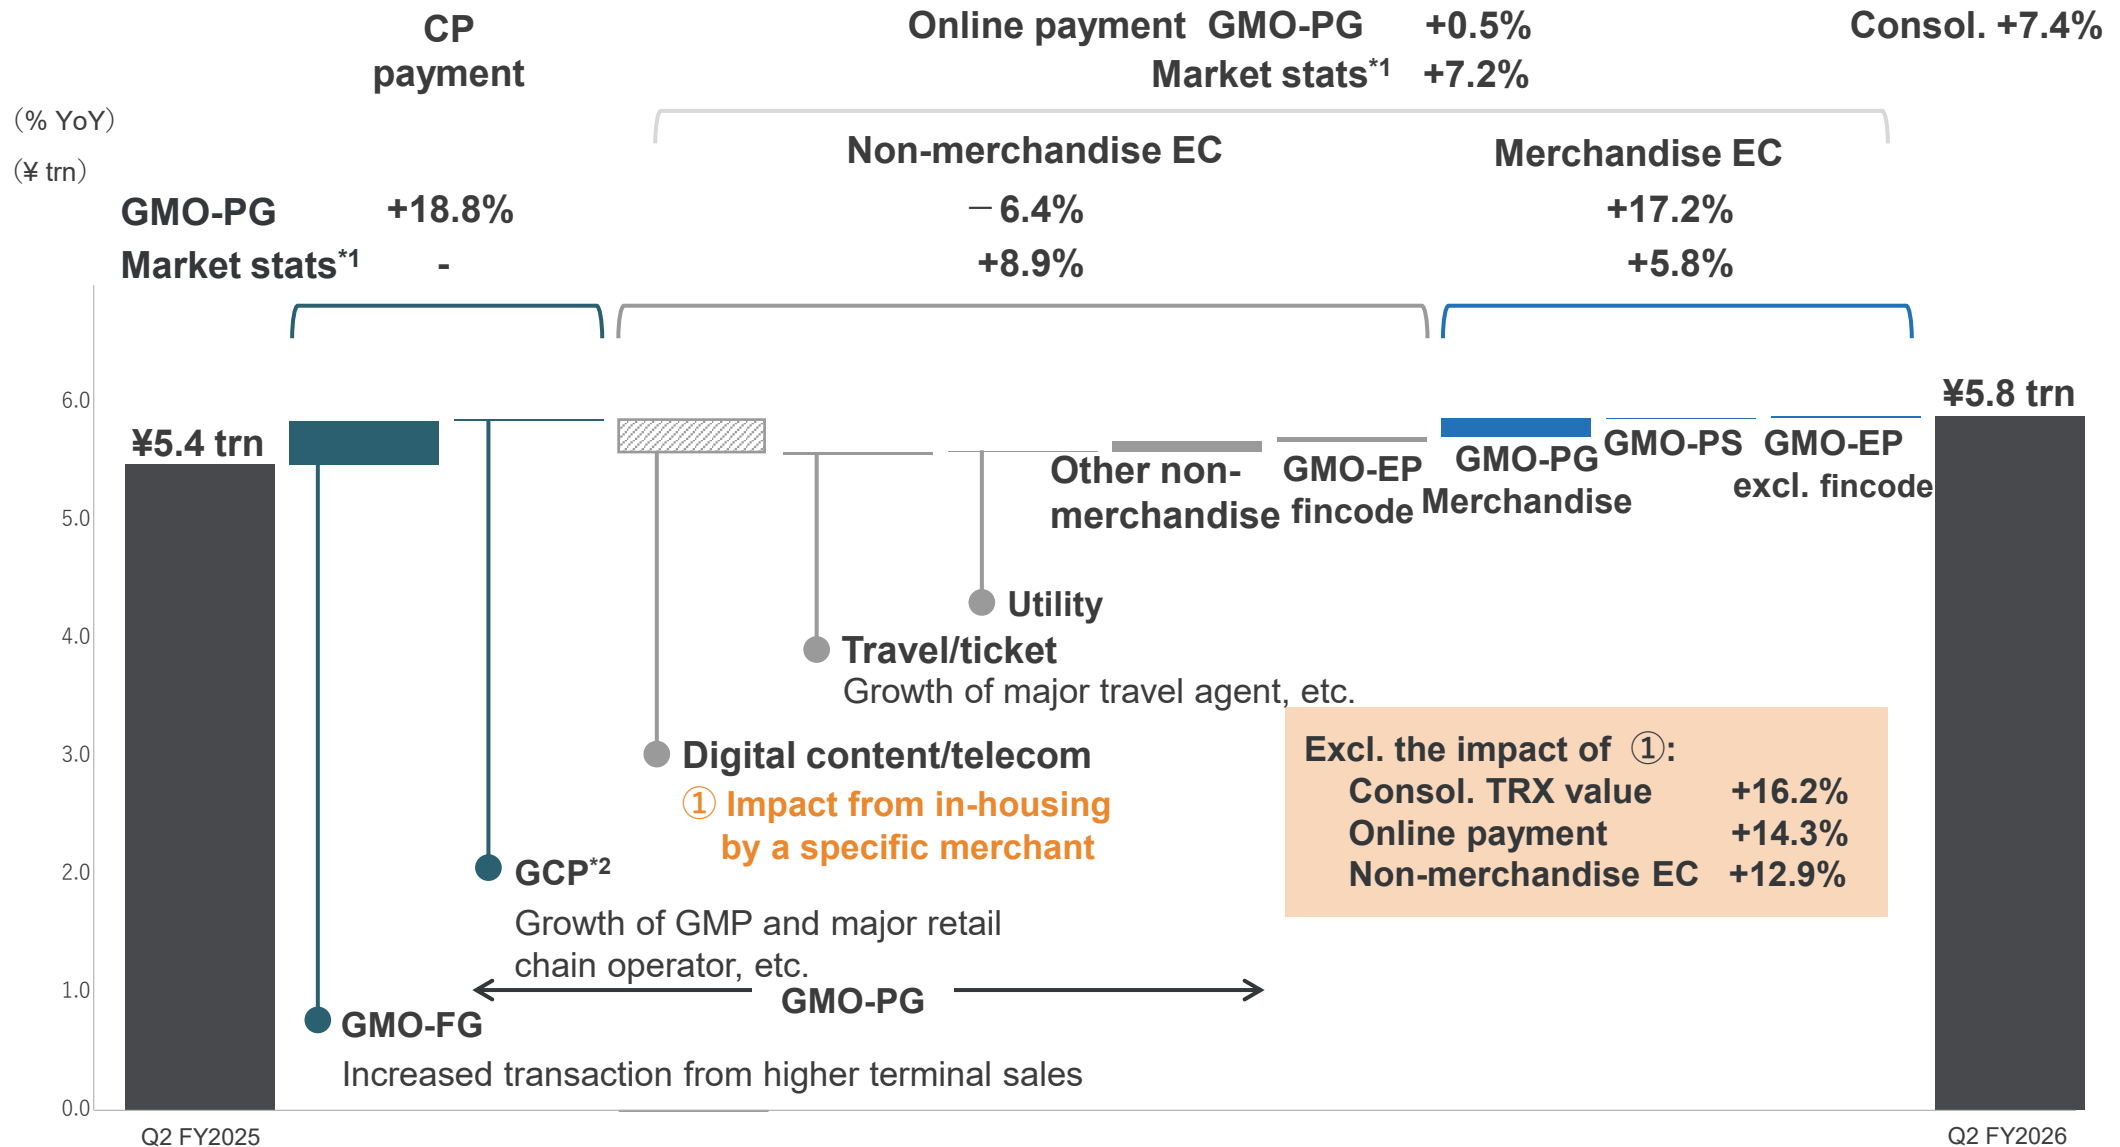 CP
payment
Online payment GMO-PG +0.5%
Market stats*1 +7.2%
Consol. +7.4%
(% YoY)
(¥ trn)
Non-merchandise EC
Merchandise EC
GMO-PG +18.8% −6.4% +17.2%
Market stats*1 - +8.9% +5.8%
6.0
5.0
4.0
3.0
2.0
1.0
0.0
¥5.4 trn
¥5.8 trn
Other non-
merchandise
GMO-EP
fincode
GMO-PG
Merchandise
GMO-PS
GMO-EP
excl. fincode
Utility
Travel/ticket
Growth of major travel agent, etc.
Digital content/telecom
① Impact from in-housing
by a specific merchant
Excl. the impact of ①:
Consol. TRX value +16.2%
Online payment +14.3%
Non-merchandise EC +12.9%
GCP*2
Growth of GMP and major retail
chain operator, etc.
GMO-PG
GMO-FG
Increased transaction from higher terminal sales
Q2 FY2025
Q2 FY2026